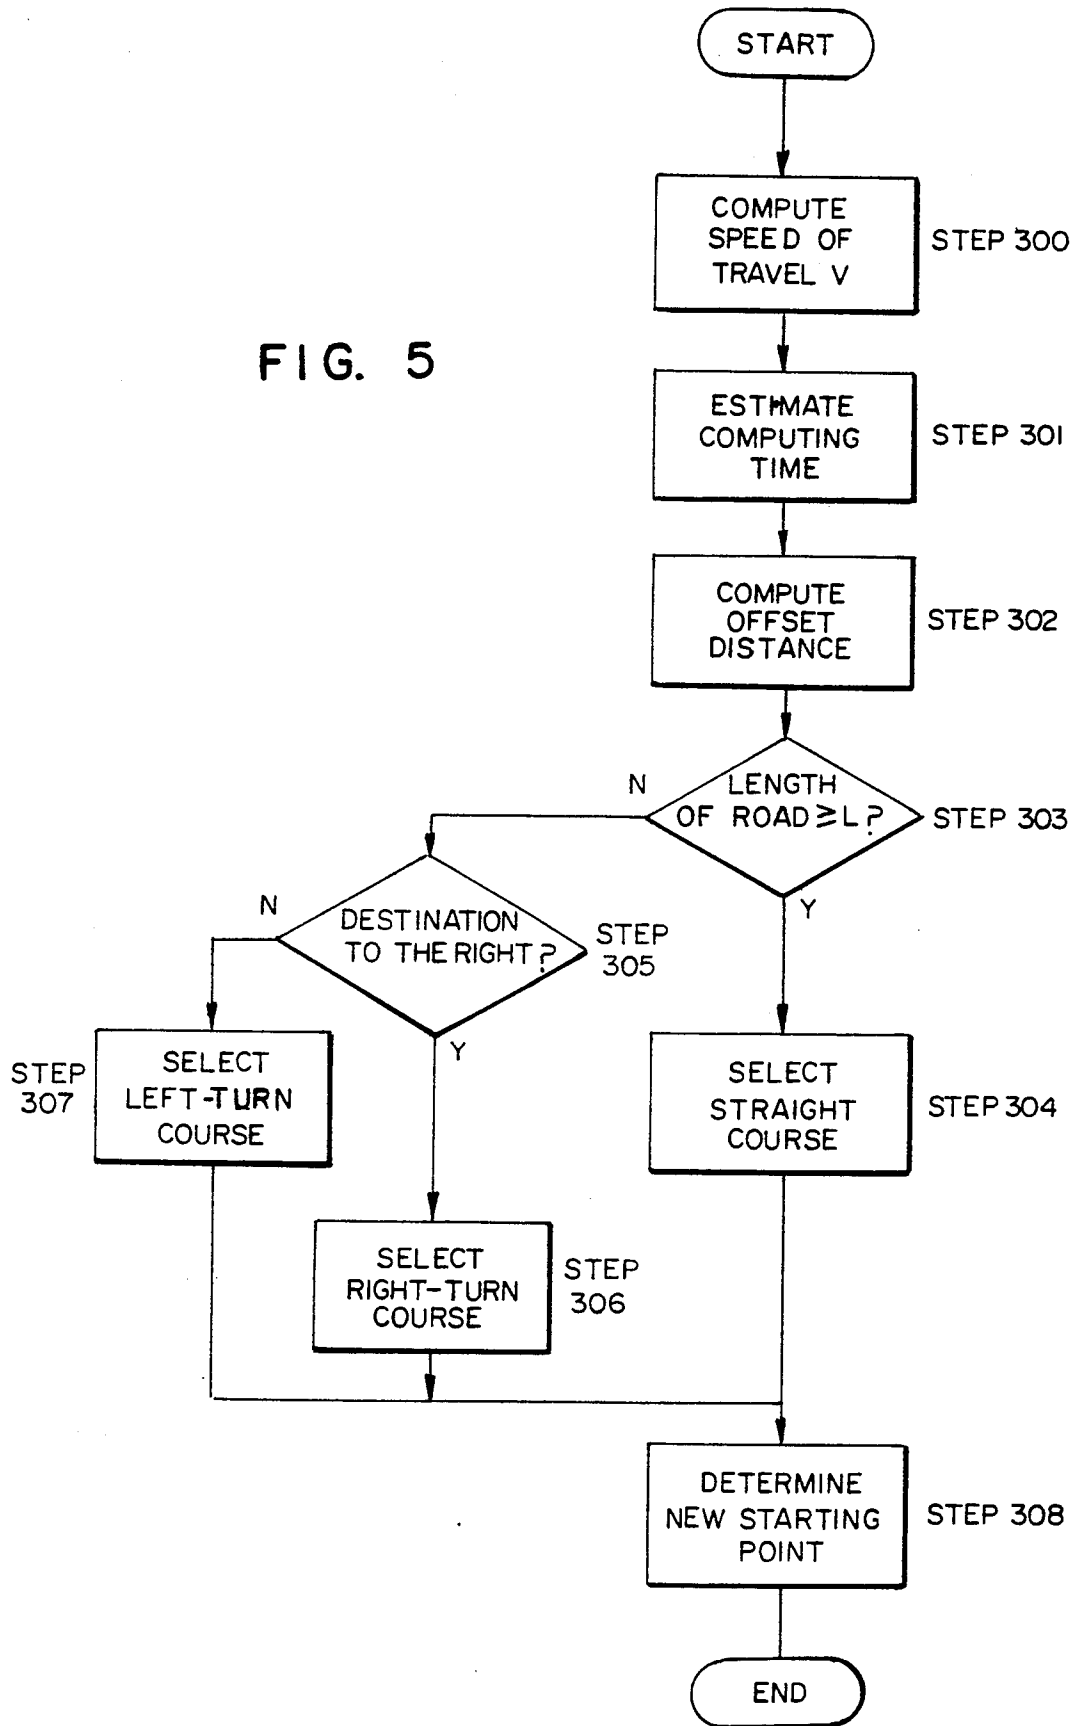 START
COMPUTE
SPEED OF
TRAVEL V
STEP 300
FIG. 5
ESTIMATE
COMPUTING
TIME
STEP 301
COMPUTE
OFFSET
DISTANCE
STEP 302
N
LENGTH
OF ROAD ≧ L?
STEP 303
Y
N
DESTINATION
TO THE RIGHT?
STEP
305
Y
STEP
307
SELECT
LEFT-TURN
COURSE
SELECT
STRAIGHT
COURSE
STEP 304
SELECT
RIGHT-TURN
COURSE
STEP
306
DETERMINE
NEW STARTING
POINT
STEP 308
END